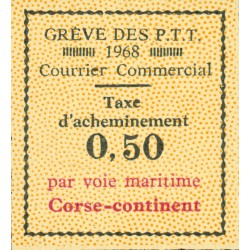 GRÈVE DES P.T.T.
1968
Courrier Commercial
Taxe
d'acheminement
0,50
par voie maritime
Corse-continent